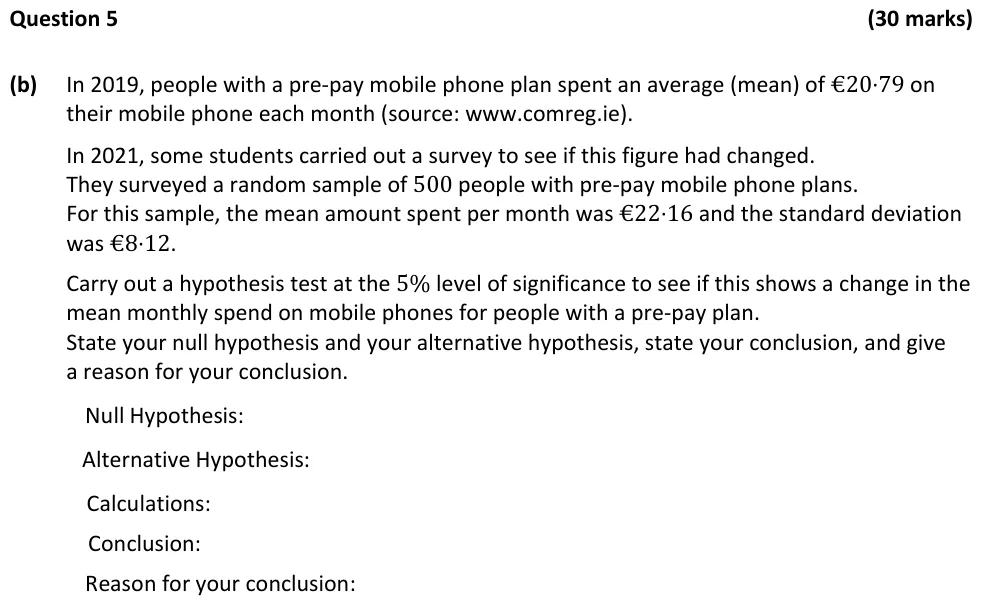 Question 5 (30 marks)
(b) In 2019, people with a pre-pay mobile phone plan spent an average (mean) of €20·79 on
their mobile phone each month (source: www.comreg.ie).
In 2021, some students carried out a survey to see if this figure had changed.
They surveyed a random sample of 500 people with pre-pay mobile phone plans.
For this sample, the mean amount spent per month was €22·16 and the standard deviation
was €8·12.
Carry out a hypothesis test at the 5% level of significance to see if this shows a change in the
mean monthly spend on mobile phones for people with a pre-pay plan.
State your null hypothesis and your alternative hypothesis, state your conclusion, and give
a reason for your conclusion.
Null Hypothesis:
Alternative Hypothesis:
Calculations:
Conclusion:
Reason for your conclusion: